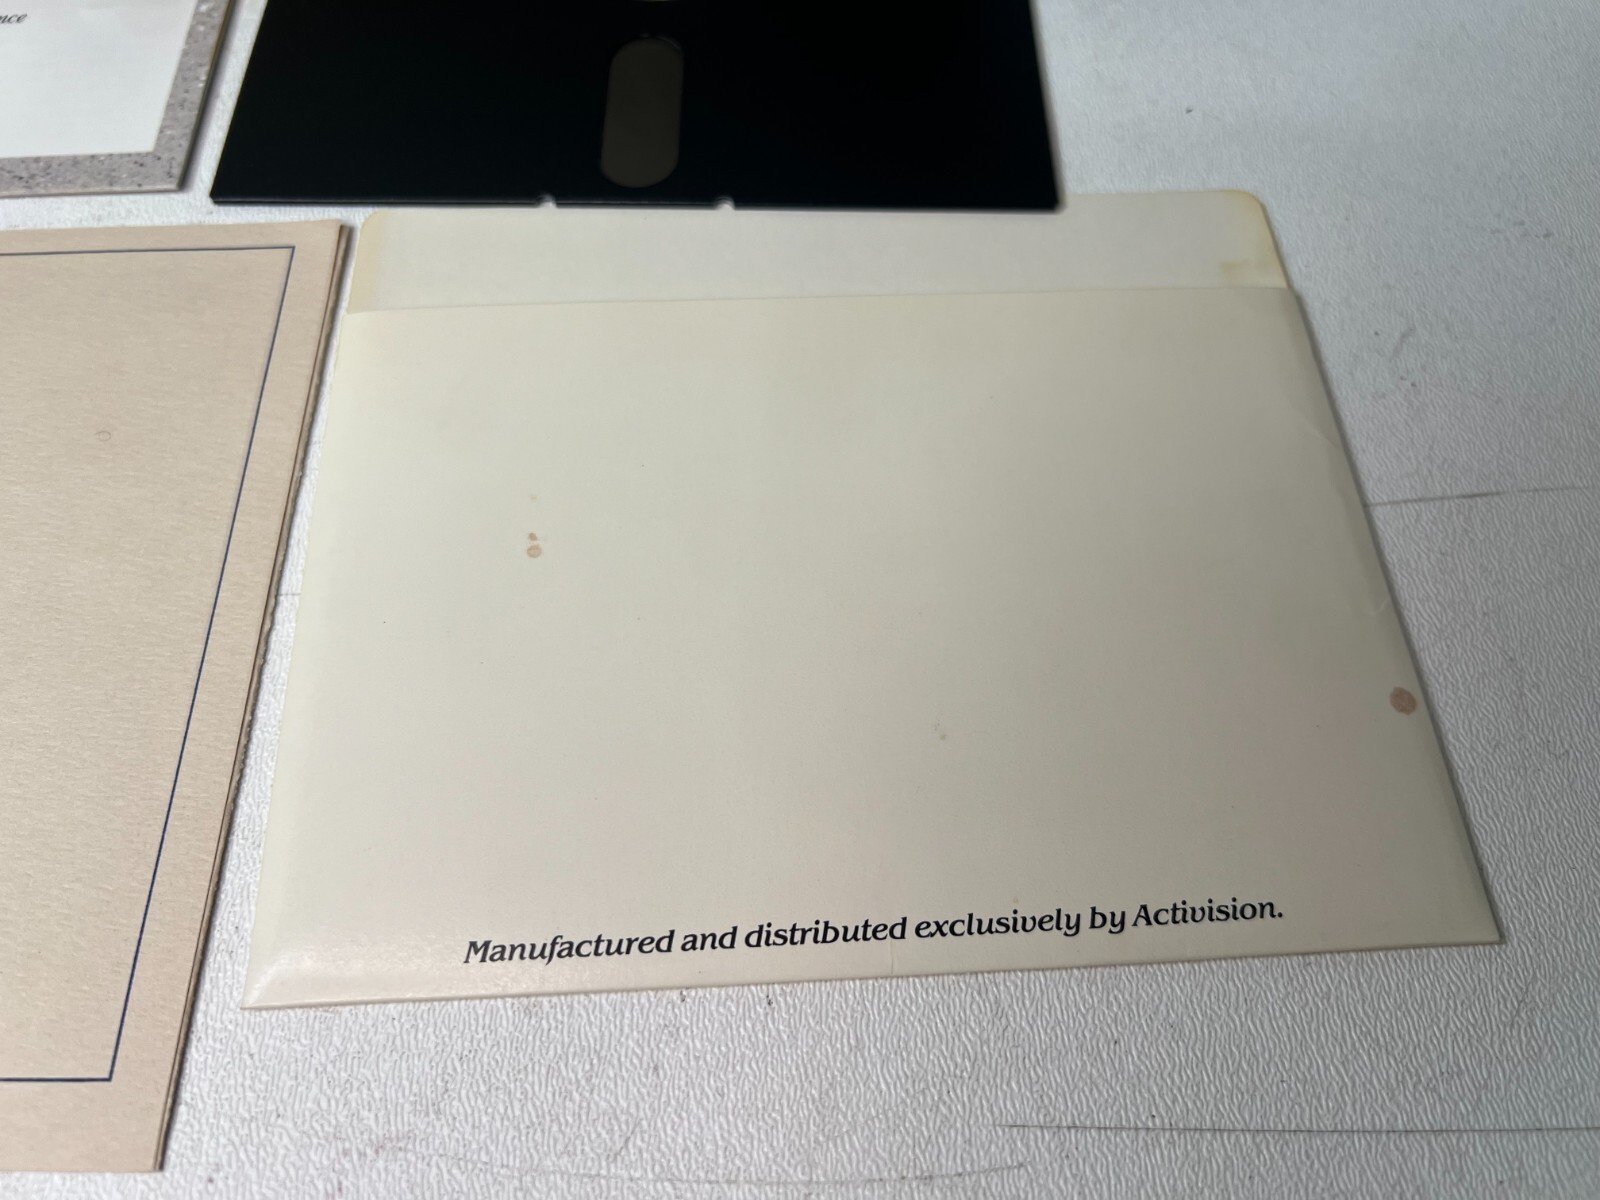 Manufactured and distributed exclusively by Activision.